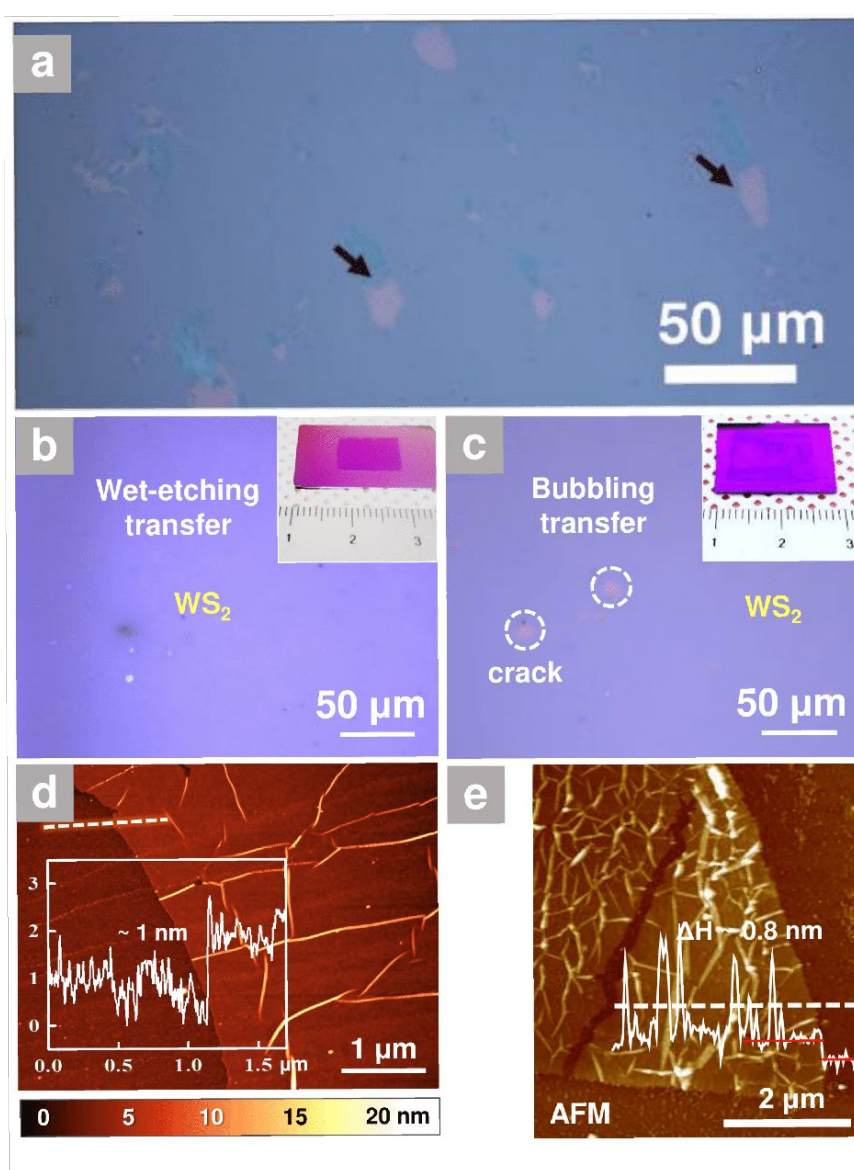 a
50 μm
b
Wet-etching
transfer
WS₂
50 μm
1 2 3
c
Bubbling
transfer
WS₂
crack
50 μm
1 2 3
d
3
2
1
0
~ 1 nm
0.0 0.5 1.0 1.5 μm
1 μm
0 5 10 15 20 nm
e
ΔH ~ 0.8 nm
AFM
2 μm